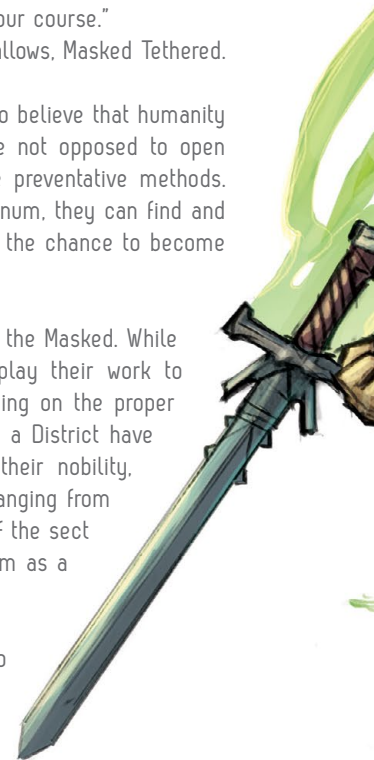 our course.”
allows, Masked Tethered.
o believe that humanity
e not opposed to open
preventative methods.
num, they can find and
the chance to become
the Masked. While
play their work to
ing on the proper
a District have
their nobility,
anging from
f the sect
m as a
o